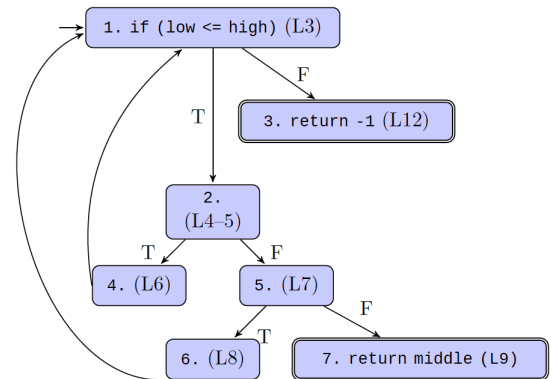 1. if (low <= high) (L3)
F
T
3. return -1 (L12)
2.
(L4–5)
T
F
4. (L6)
5. (L7)
F
T
6. (L8)
7. return middle (L9)